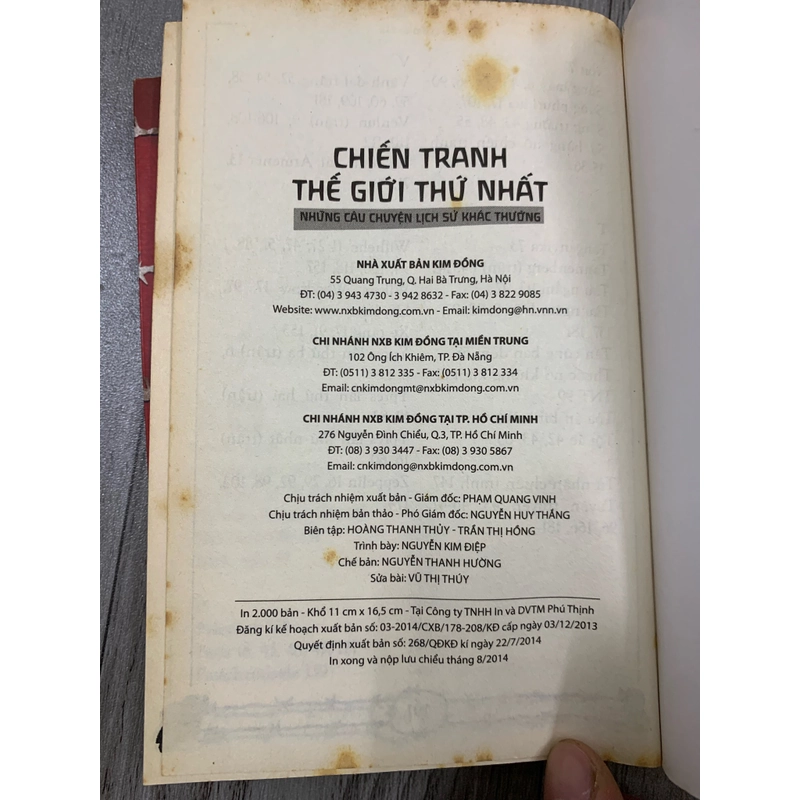 CHIẾN TRANH
THẾ GIỚI THỨ NHẤT
NHỮNG CÂU CHUYỆN LỊCH SỬ KHÁC THƯỜNG
NHÀ XUẤT BẢN KIM ĐỒNG
55 Quang Trung, Q. Hai Bà Trưng, Hà Nội
ĐT: (04) 3 943 4730 - 3 942 8632 - Fax: (04) 3 822 9085
Website: www.nxbkimdong.com.vn - Email: kimdong@hn.vnn.vn
CHI NHÁNH NXB KIM ĐỒNG TẠI MIỀN TRUNG
102 Ông Ích Khiêm, TP. Đà Nẵng
ĐT: (0511) 3 812 335 - Fax: (0511) 3 812 334
Email: cnkimdongmt@nxbkimdong.com.vn
CHI NHÁNH NXB KIM ĐỒNG TẠI TP. HỒ CHÍ MINH
276 Nguyễn Đình Chiểu, Q.3, TP. Hồ Chí Minh
ĐT: (08) 3 930 3447 - Fax: (08) 3 930 5867
Email: cnkimdong@nxbkimdong.com.vn
Chịu trách nhiệm xuất bản - Giám đốc: PHẠM QUANG VINH
Chịu trách nhiệm bản thảo - Phó Giám đốc: NGUYỄN HUY THẮNG
Biên tập: HOÀNG THANH THỦY - TRẦN THỊ HỒNG
Trình bày: NGUYỄN KIM ĐIỆP
Chế bản: NGUYỄN THANH HƯỜNG
Sửa bài: VŨ THỊ THÚY
In 2.000 bản - Khổ 11 cm x 16,5 cm - Tại Công ty TNHH In và DVTM Phú Thịnh
Đăng kí kế hoạch xuất bản số: 03-2014/CXB/178-208/KĐ cấp ngày 03/12/2013
Quyết định xuất bản số: 268/QĐKĐ kí ngày 22/7/2014
In xong và nộp lưu chiểu tháng 8/2014